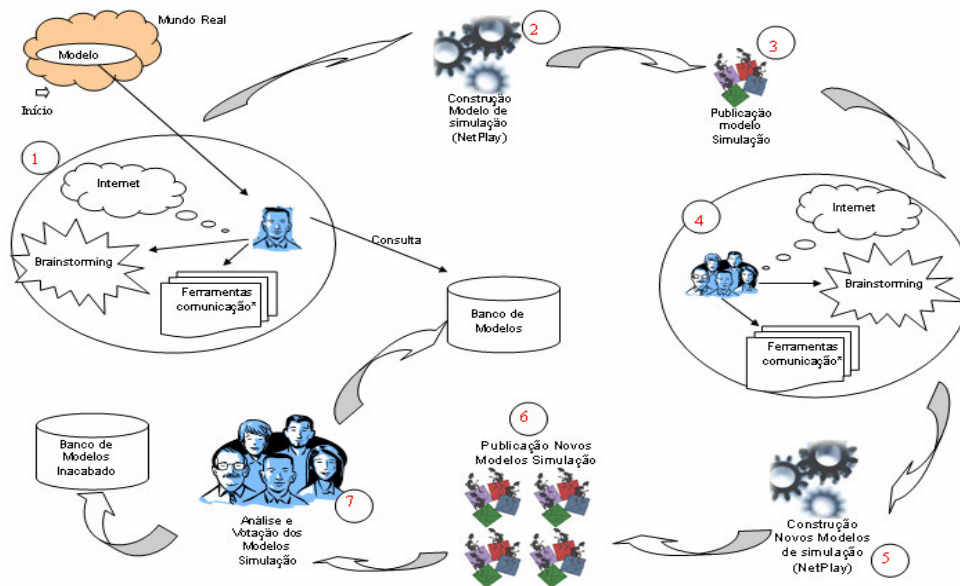 Mundo Real
Modelo
Início
1
Internet
Brainstorming
Ferramentas
comunicação*
Consulta
2
Construção
Modelo de
simulação
(NetPlay)
3
Publicação
modelo
Simulação
4
Internet
Brainstorming
Ferramentas
comunicação*
Banco de
Modelos
5
Construção
Novos Modelos
de simulação
(NetPlay)
6
Publicação Novos
Modelos Simulação
7
Análise e
Votação dos
Modelos
Simulação
Banco de
Modelos
Inacabado